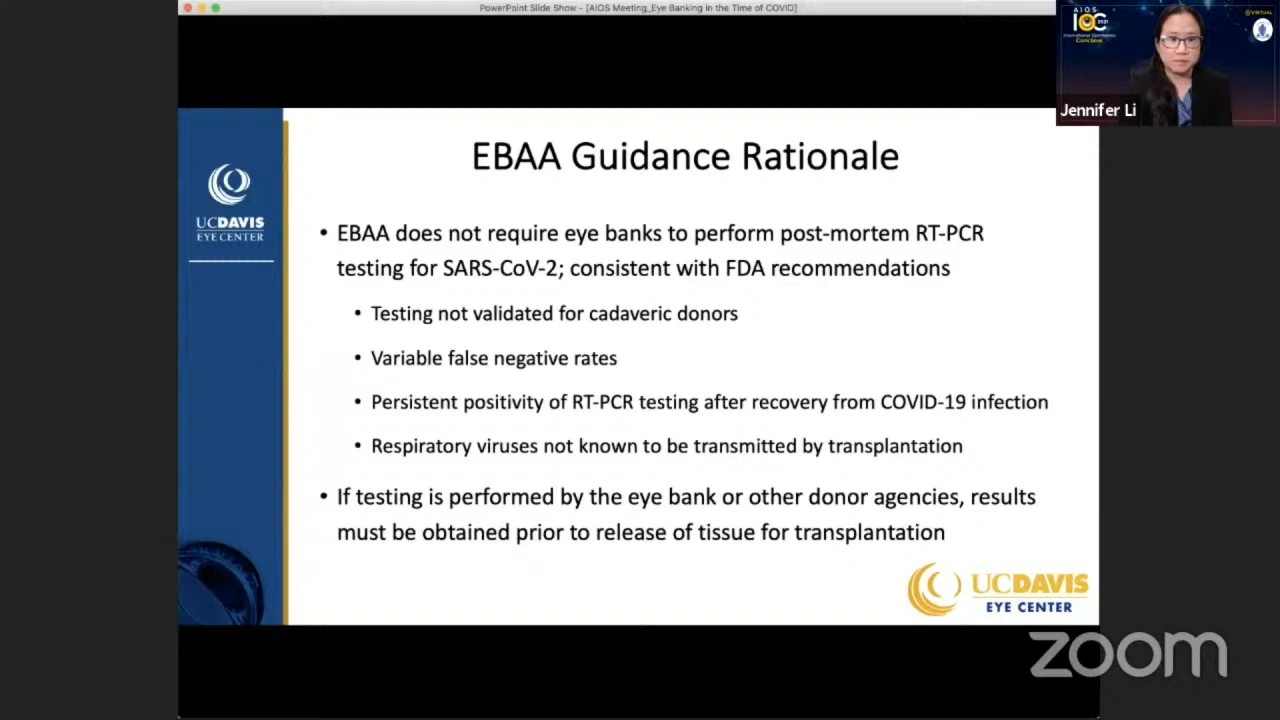 PowerPoint Slide Show - [AIOS Meeting_Eye Banking in the Time of COVID]
AIOS
IOC
2021
Conclave
VIRTUAL
Jennifer Li
UCDAVIS
EYE CENTER
EBAA Guidance Rationale
• EBAA does not require eye banks to perform post-mortem RT-PCR
testing for SARS-CoV-2; consistent with FDA recommendations
• Testing not validated for cadaveric donors
• Variable false negative rates
• Persistent positivity of RT-PCR testing after recovery from COVID-19 infection
• Respiratory viruses not known to be transmitted by transplantation
• If testing is performed by the eye bank or other donor agencies, results
must be obtained prior to release of tissue for transplantation
UCDAVIS
EYE CENTER
zoom